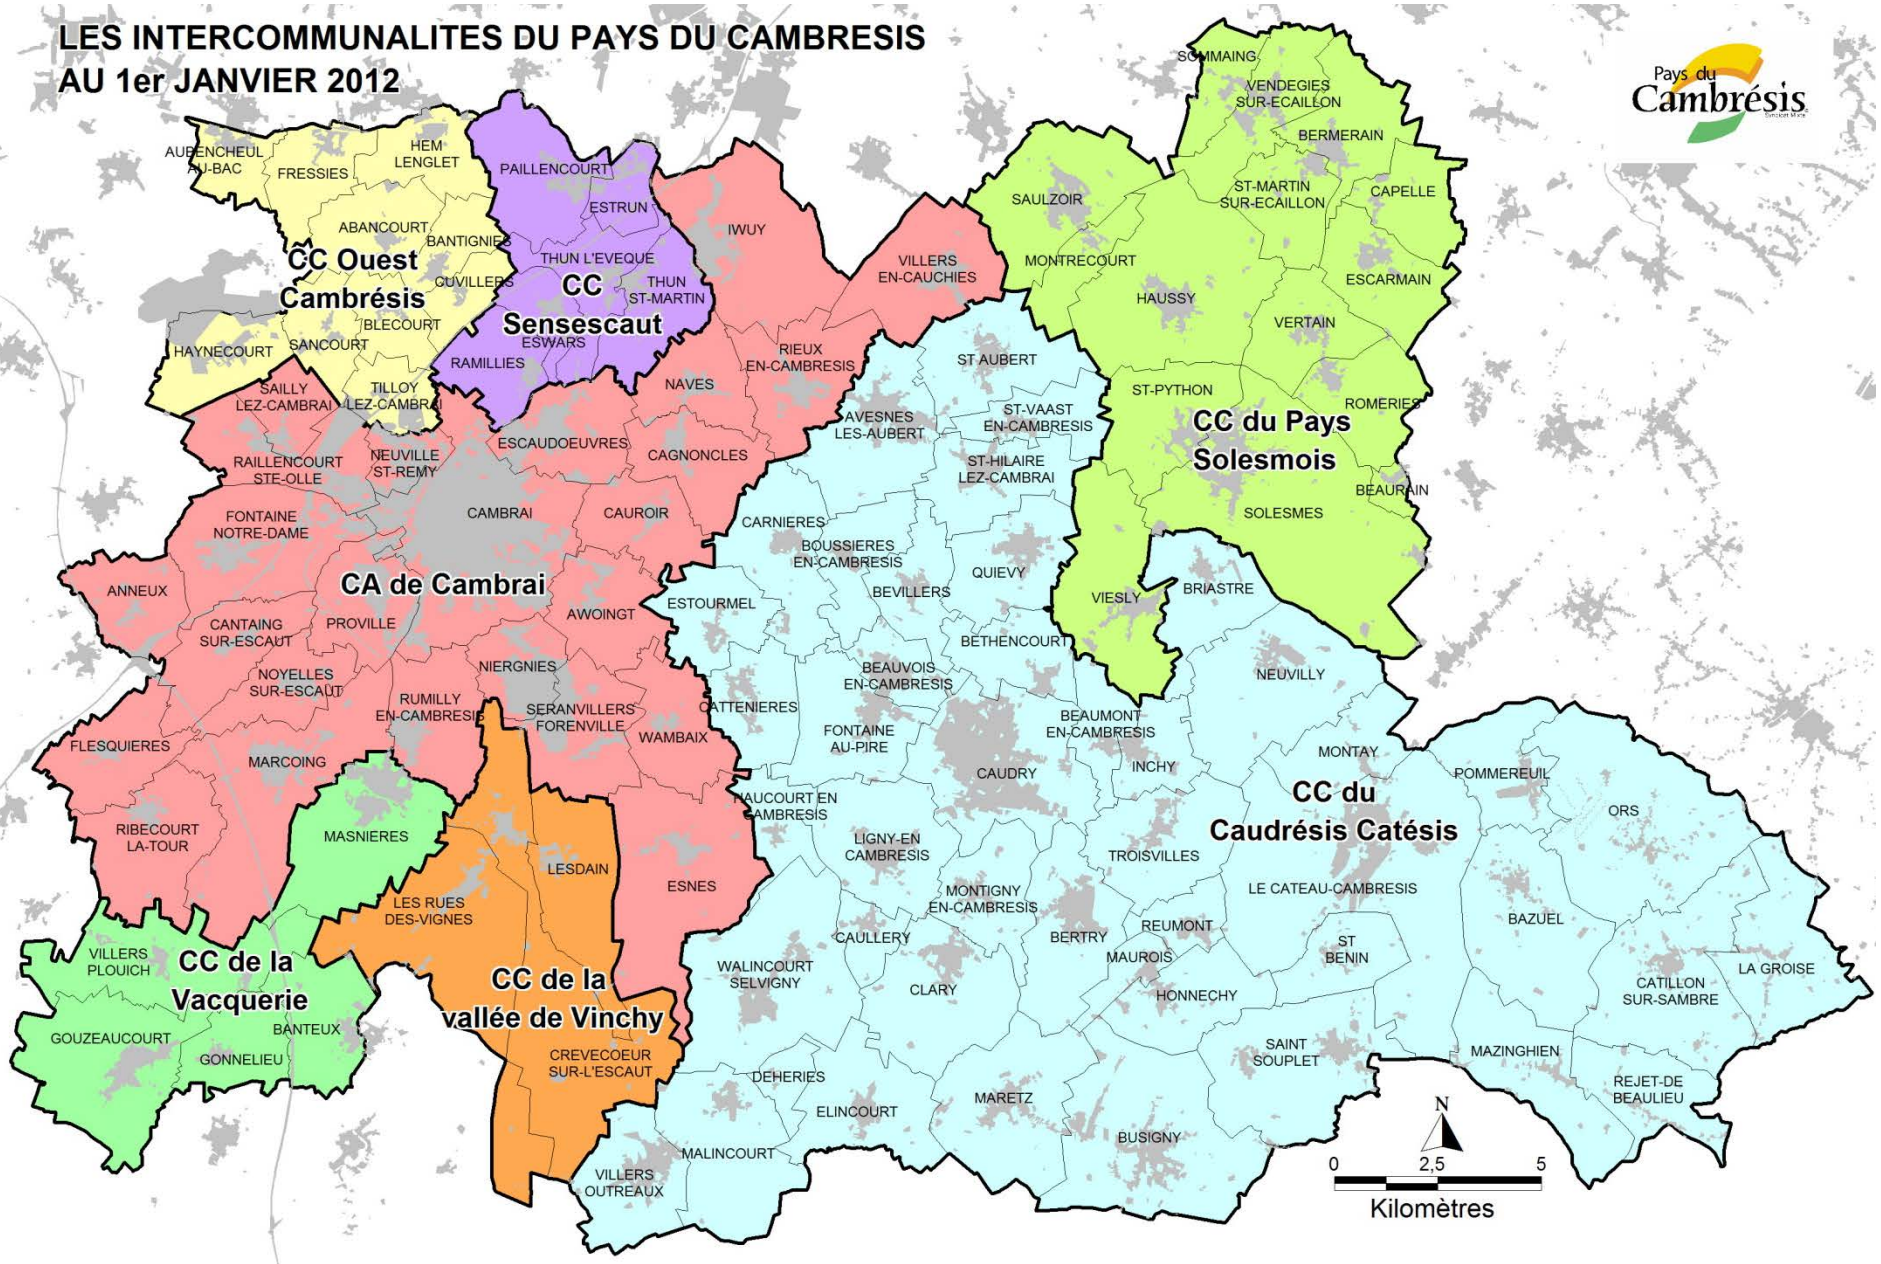 LES INTERCOMMUNALITES DU PAYS DU CAMBRESIS
AU 1er JANVIER 2012
Pays du
Cambrésis
Syndicat Mixte
AUBENCHEUL
AU-BAC
FRESSIES
HEM
LENGLET
ABANCOURT
BANTIGNIES
CC Ouest
Cambrésis
CUVILLERS
BLECOURT
SANCOURT
HAYNECOURT
TILLOY
LEZ-CAMBRAI
PAILLENCOURT
ESTRUN
THUN L'EVEQUE
CC
Sensescaut
THUN
ST-MARTIN
ESWARS
RAMILLIES
IWUY
VILLERS
EN-CAUCHIES
RIEUX
EN-CAMBRESIS
NAVES
SAILLY
LEZ-CAMBRAI
RAILLENCOURT
STE-OLLE
NEUVILLE
ST-REMY
ESCAUDOEUVRES
CAGNONCLES
FONTAINE
NOTRE-DAME
CAMBRAI
CAUROIR
CA de Cambrai
ANNEUX
CANTAING
SUR-ESCAUT
PROVILLE
AWOINGT
NOYELLES
SUR-ESCAUT
NIERGNIES
RUMILLY
EN-CAMBRESIS
SERANVILLERS
FORENVILLE
WAMBAIX
FLESQUIERES
MARCOING
RIBECOURT
LA-TOUR
ESNES
MASNIERES
VILLERS
PLOUICH
CC de la
Vacquerie
GOUZEAUCOURT
BANTEUX
GONNELIEU
LESDAIN
LES RUES
DES-VIGNES
CC de la
vallée de Vinchy
CREVECOEUR
SUR-L'ESCAUT
SOMMAING
VENDEGIES
SUR-ECAILLON
BERMERAIN
SAULZOIR
ST-MARTIN
SUR-ECAILLON
CAPELLE
MONTRECOURT
HAUSSY
ESCARMAIN
VERTAIN
ST-PYTHON
ROMERIES
CC du Pays
Solesmois
BEAURAIN
SOLESMES
VIESLY
ST AUBERT
AVESNES
LES-AUBERT
ST-VAAST
EN-CAMBRESIS
ST-HILAIRE
LEZ-CAMBRAI
CARNIERES
BOUSSIERES
EN-CAMBRESIS
QUIEVY
BEVILLERS
ESTOURMEL
BRIASTRE
BETHENCOURT
BEAUVOIS
EN-CAMBRESIS
NEUVILLY
CATTENIERES
FONTAINE
AU-PIRE
BEAUMONT
EN-CAMBRESIS
MONTAY
INCHY
CAUDRY
POMMEREUIL
CC du
Caudrésis Catésis
HAUCOURT EN
CAMBRESIS
ORS
LIGNY-EN
CAMBRESIS
TROISVILLES
LE CATEAU-CAMBRESIS
MONTIGNY
EN-CAMBRESIS
BAZUEL
CAULLERY
BERTRY
REUMONT
ST
BENIN
MAUROIS
WALINCOURT
SELVIGNY
CLARY
HONNECHY
CATILLON
SUR-SAMBRE
LA GROISE
SAINT
SOUPLET
MAZINGHIEN
DEHERIES
ELINCOURT
MARETZ
REJET-DE
BEAULIEU
BUSIGNY
MALINCOURT
VILLERS
OUTREAUX
N
0 2,5 5
Kilomètres